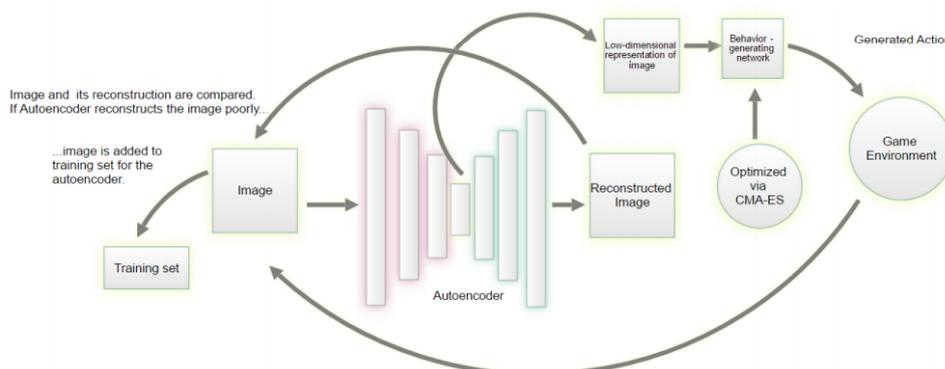 Low-dimensional
representation of
image
Behavior -
generating
network
Generated Action
Image and its reconstruction are compared.
If Autoencoder reconstructs the image poorly...
...image is added to
training set for the
autoencoder.
Image
Reconstructed
Image
Optimized
via
CMA-ES
Game
Environment
Training set
Autoencoder